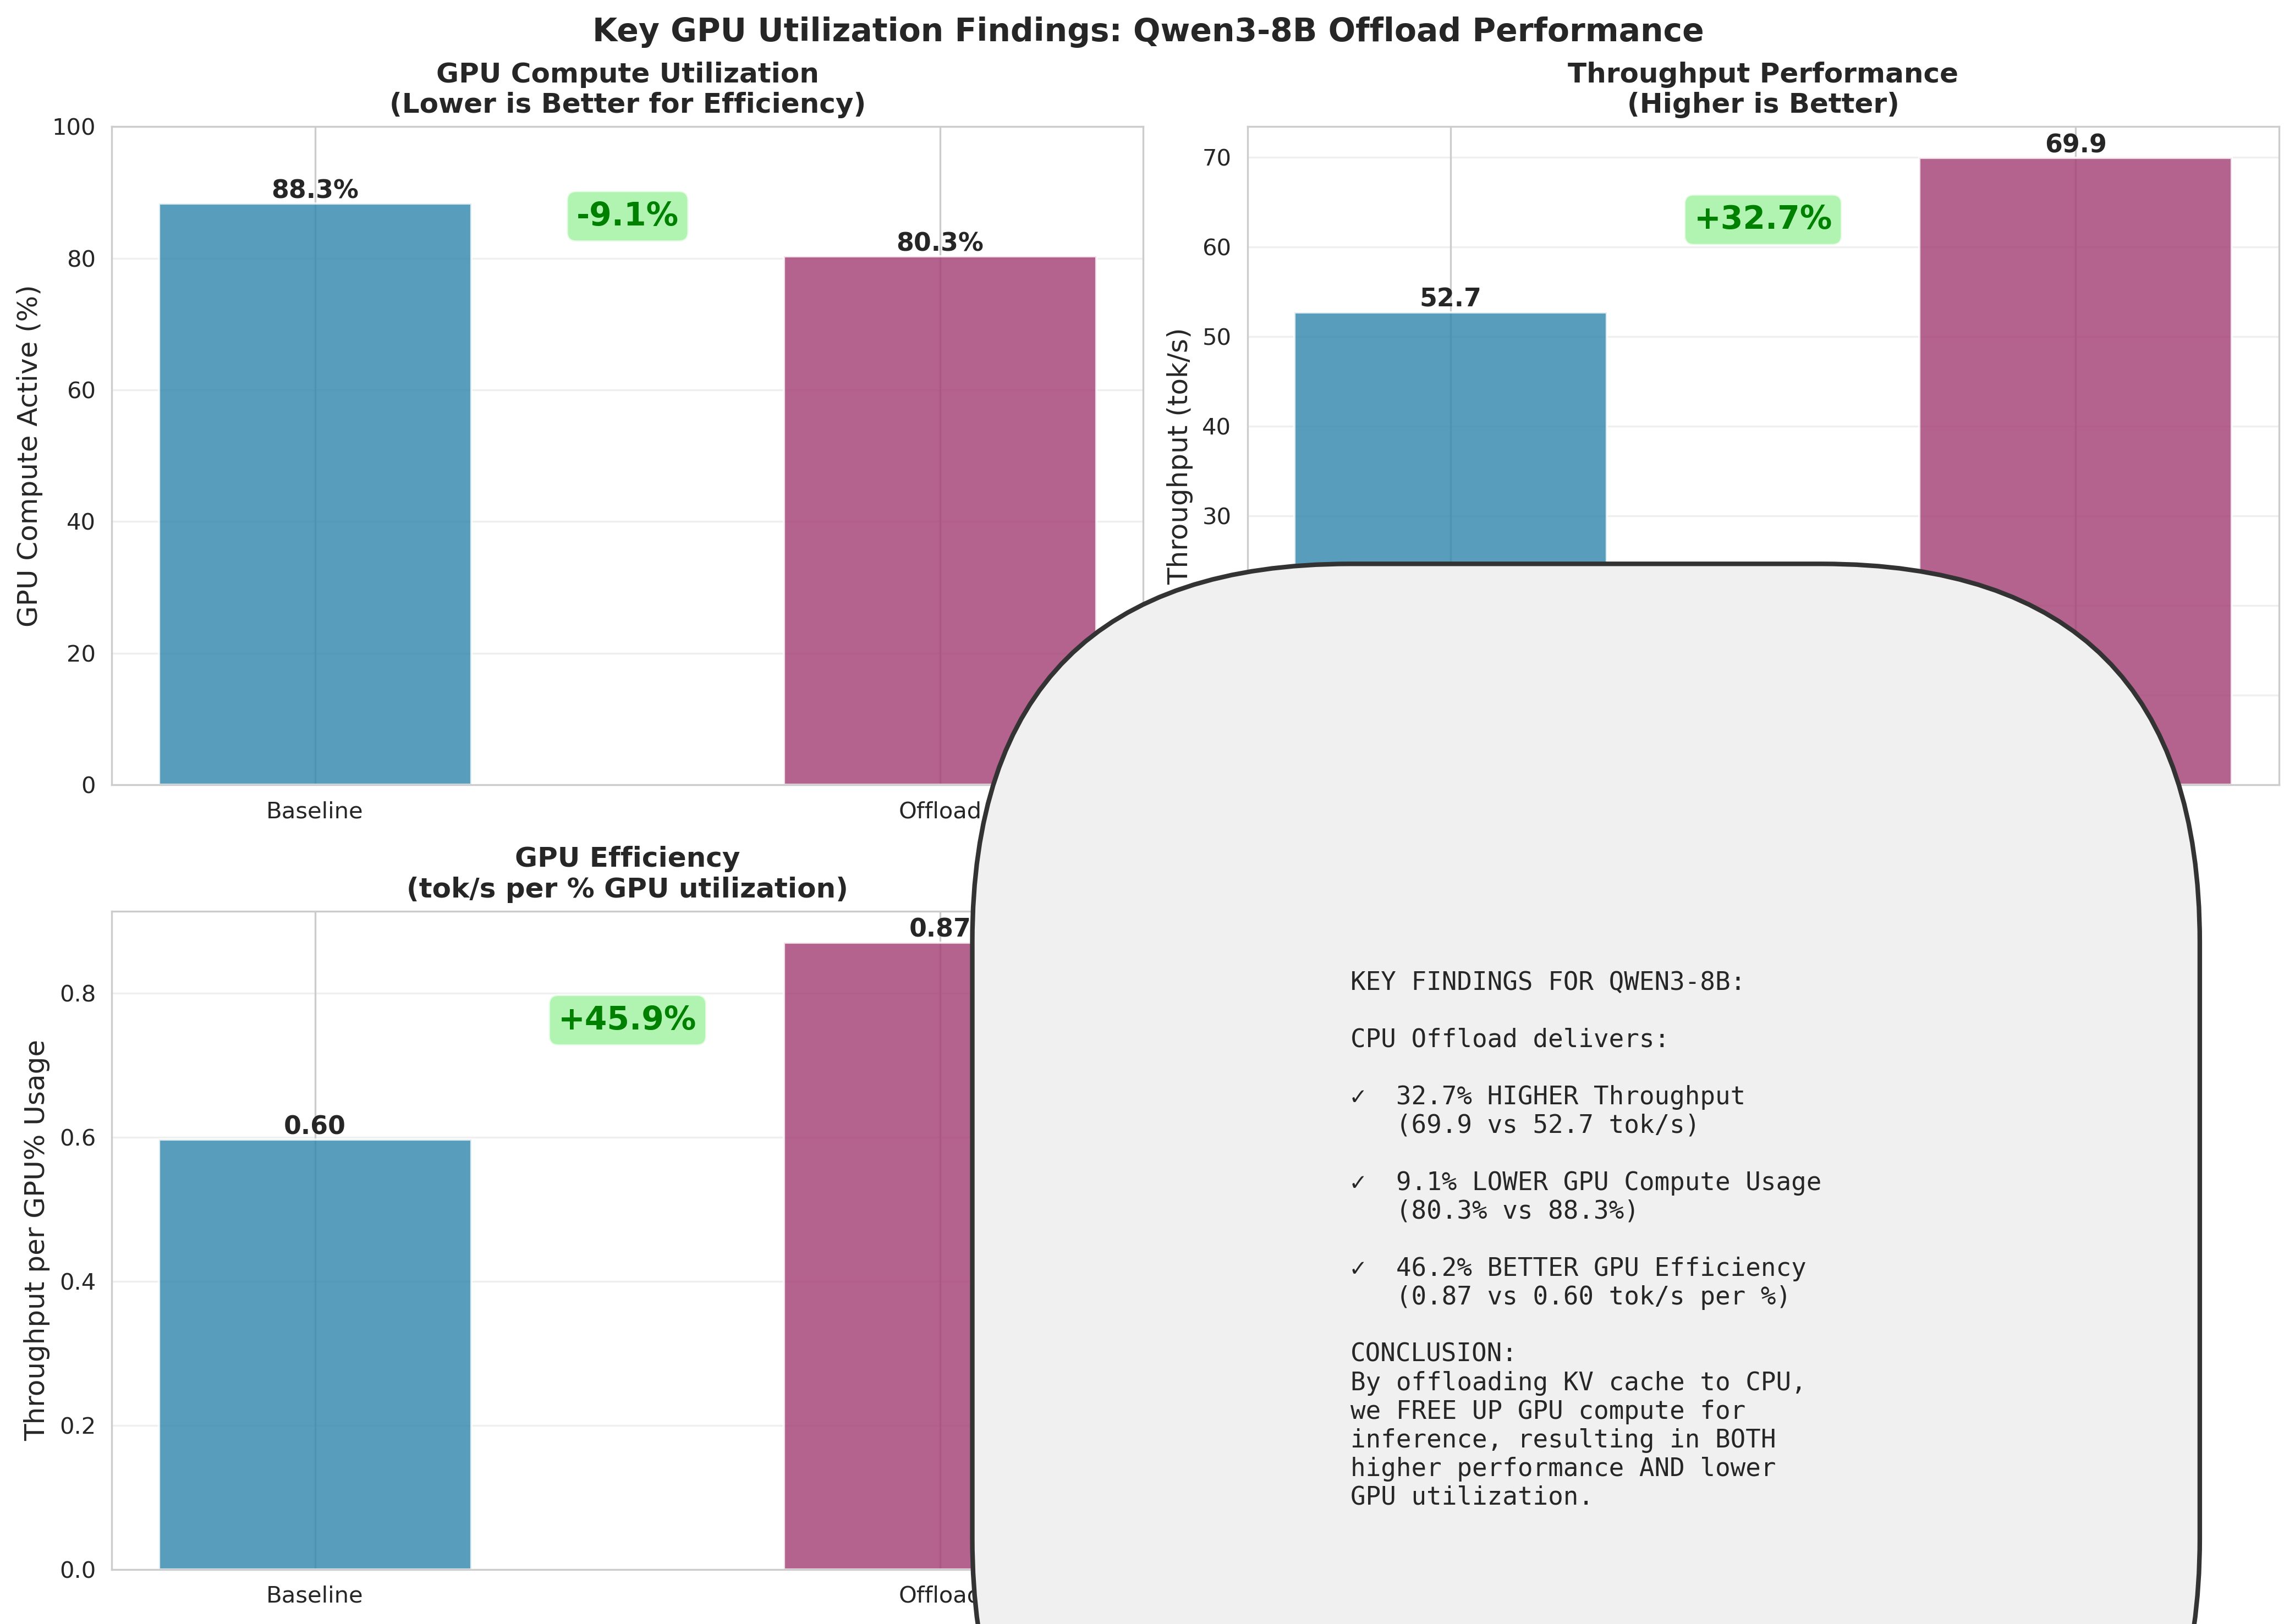 Key GPU Utilization Findings: Qwen3-8B Offload Performance
GPU Compute Utilization
(Lower is Better for Efficiency)
GPU Compute Active (%)
100
80
60
40
20
0
88.3%
-9.1%
80.3%
Baseline
Offload
Throughput Performance
(Higher is Better)
Throughput (tok/s)
70
60
50
40
30
52.7
+32.7%
69.9
GPU Efficiency
(tok/s per % GPU utilization)
Throughput per GPU% Usage
0.8
0.6
0.4
0.2
0.0
0.60
+45.9%
0.87
Baseline
Offload
KEY FINDINGS FOR QWEN3-8B:
CPU Offload delivers:
✓ 32.7% HIGHER Throughput
(69.9 vs 52.7 tok/s)
✓ 9.1% LOWER GPU Compute Usage
(80.3% vs 88.3%)
✓ 46.2% BETTER GPU Efficiency
(0.87 vs 0.60 tok/s per %)
CONCLUSION:
By offloading KV cache to CPU,
we FREE UP GPU compute for
inference, resulting in BOTH
higher performance AND lower
GPU utilization.